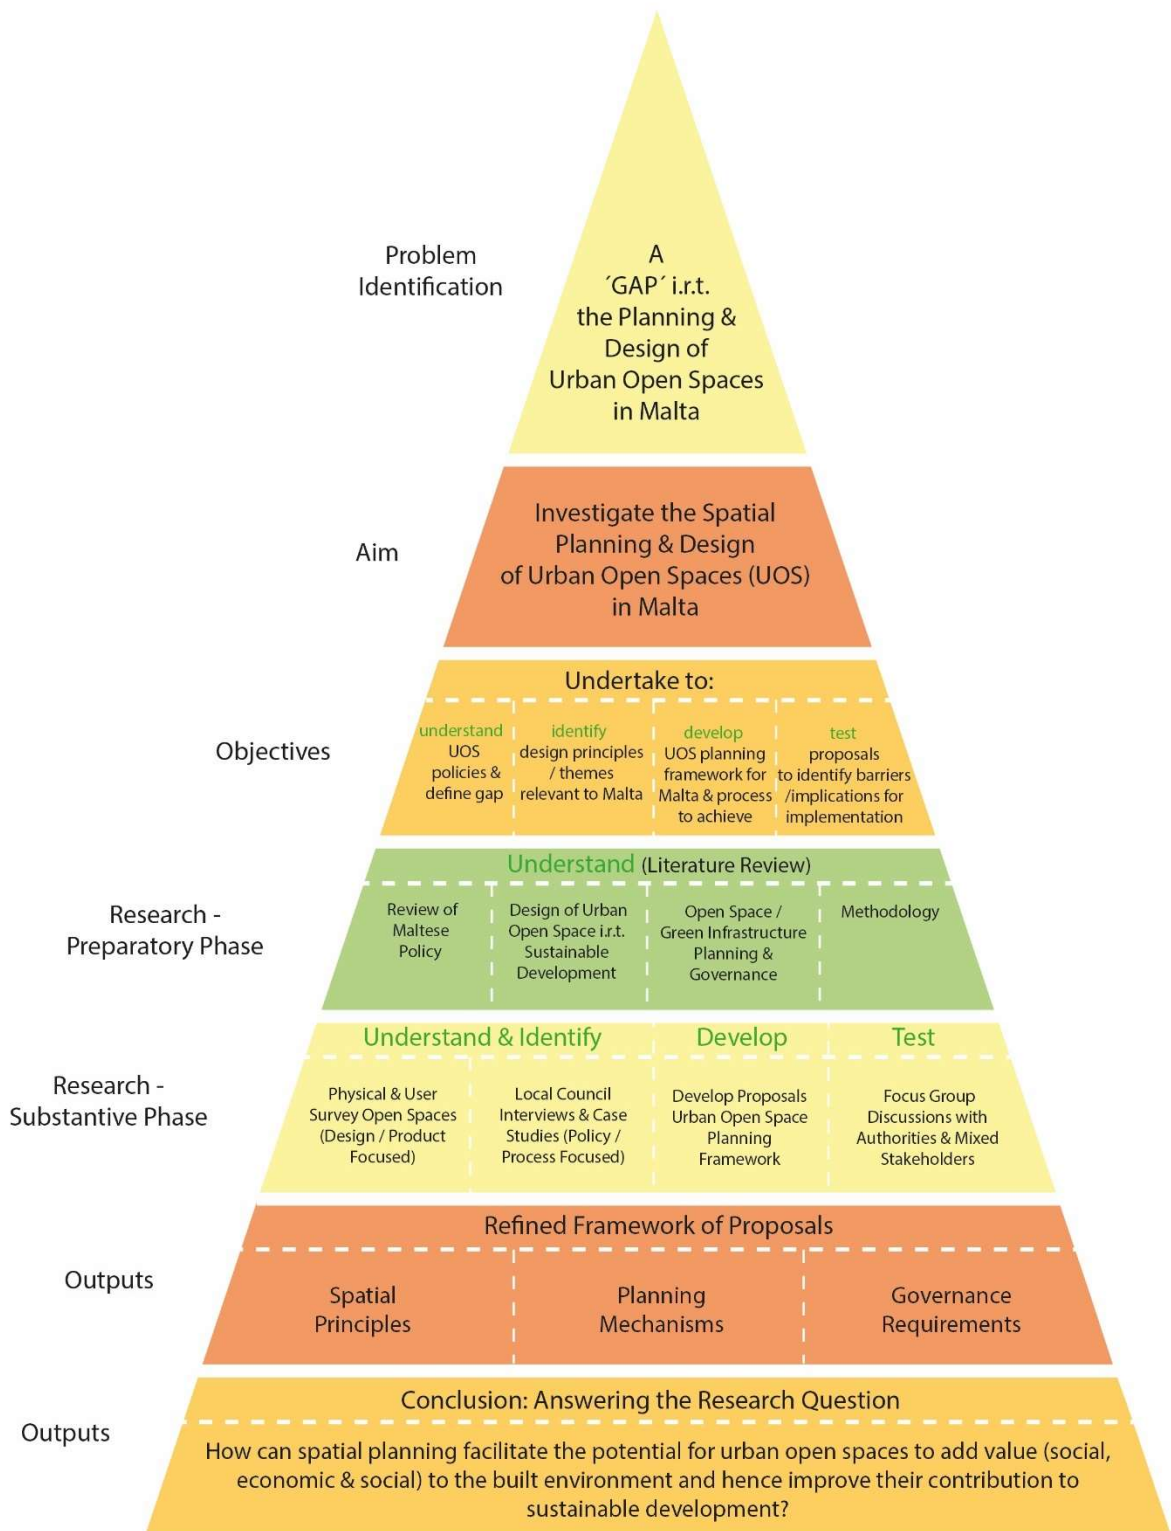 Problem
Identification
A
´GAP´ i.r.t.
the Planning &
Design of
Urban Open Spaces
in Malta
Aim
Investigate the Spatial
Planning & Design
of Urban Open Spaces (UOS)
in Malta
Objectives
Undertake to:
understand
UOS
policies &
define gap
identify
design principles
/ themes
relevant to Malta
develop
UOS planning
framework for
Malta & process
to achieve
test
proposals
to identify barriers
/implications for
implementation
Research -
Preparatory Phase
Understand (Literature Review)
Review of
Maltese
Policy
Design of Urban
Open Space i.r.t.
Sustainable
Development
Open Space /
Green Infrastructure
Planning &
Governance
Methodology
Research -
Substantive Phase
Understand & Identify
Develop
Test
Physical & User
Survey Open Spaces
(Design / Product
Focused)
Local Council
Interviews & Case
Studies (Policy /
Process Focused)
Develop Proposals
Urban Open Space
Planning
Framework
Focus Group
Discussions with
Authorities & Mixed
Stakeholders
Outputs
Refined Framework of Proposals
Spatial
Principles
Planning
Mechanisms
Governance
Requirements
Outputs
Conclusion: Answering the Research Question
How can spatial planning facilitate the potential for urban open spaces to add value (social,
economic & social) to the built environment and hence improve their contribution to
sustainable development?